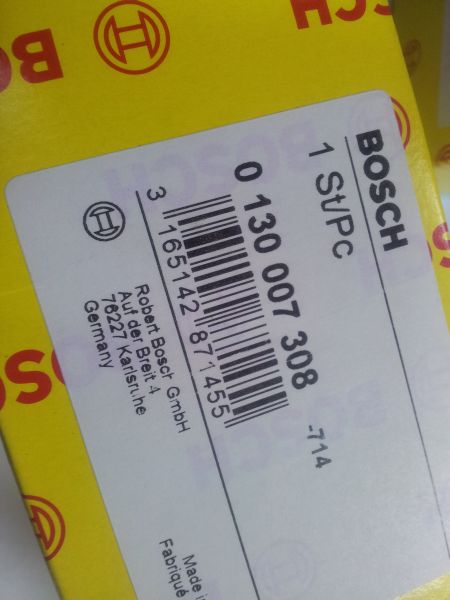 BOSCH
BOSCH
1 St/Pc
0 130 007 308
-714
3 165142 871455
Robert Bosch GmbH
Auf der Breit 4
76227 Karlsruhe
Germany
Made in
Fabriqué